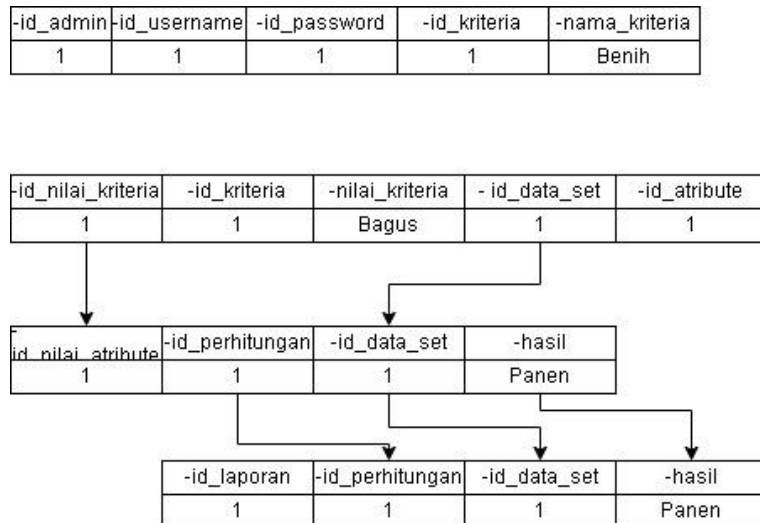 -id_admin -id_username -id_password -id_kriteria -nama_kriteria
1 1 1 1 Benih
-id_nilai_kriteria -id_kriteria -nilai_kriteria - id_data_set -id_atribute
1 1 Bagus 1 1
-
id_nilai_atribute -id_perhitungan -id_data_set -hasil
1 1 1 Panen
-id_laporan -id_perhitungan -id_data_set -hasil
1 1 1 Panen